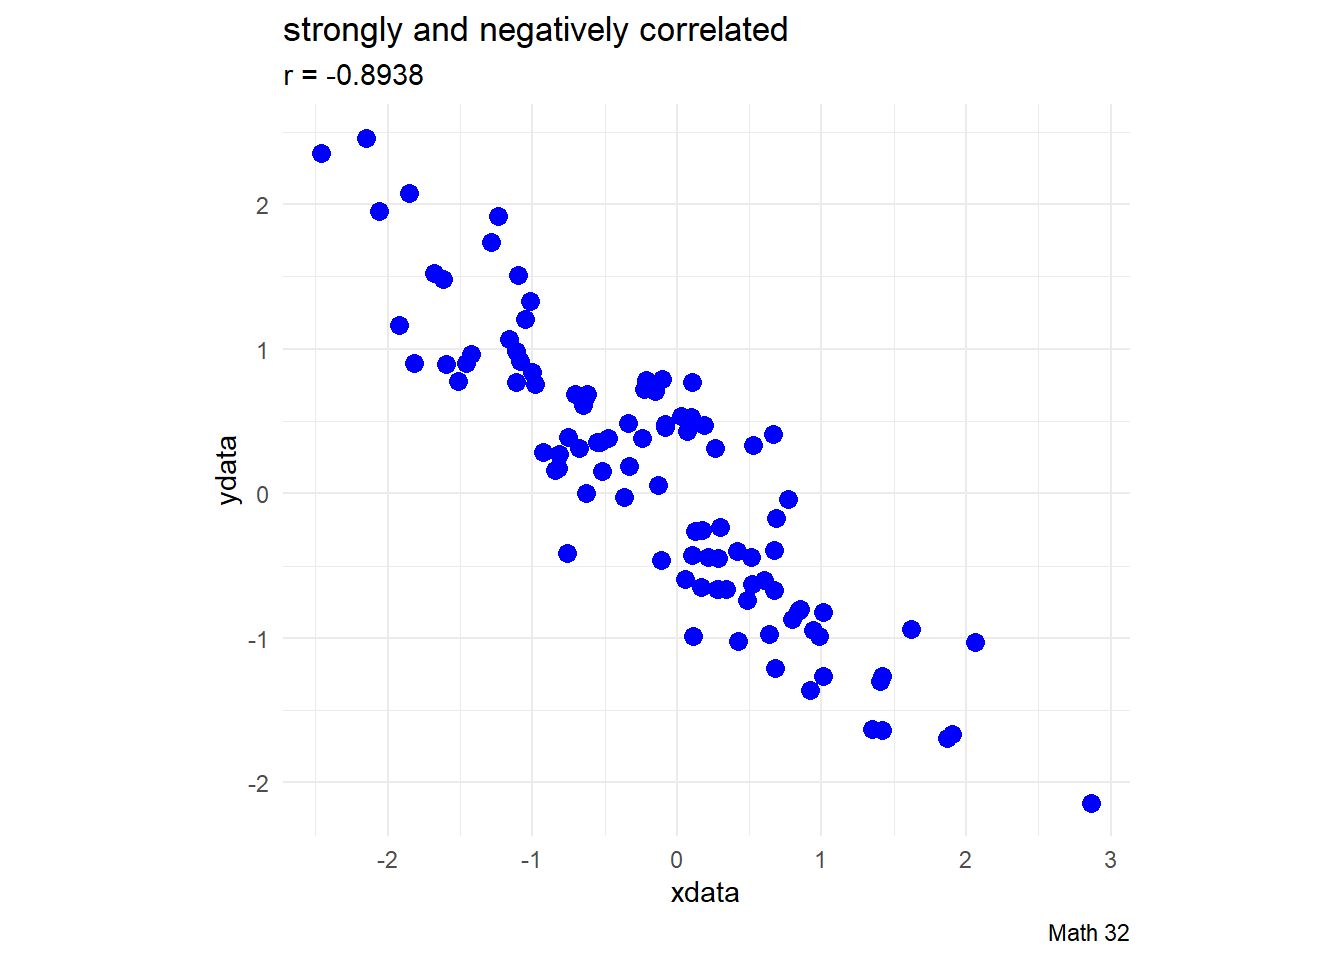 strongly and negatively correlated
r = -0.8938
2
1
0
-1
-2
ydata
-2 -1 0 1 2 3
xdata
Math 32